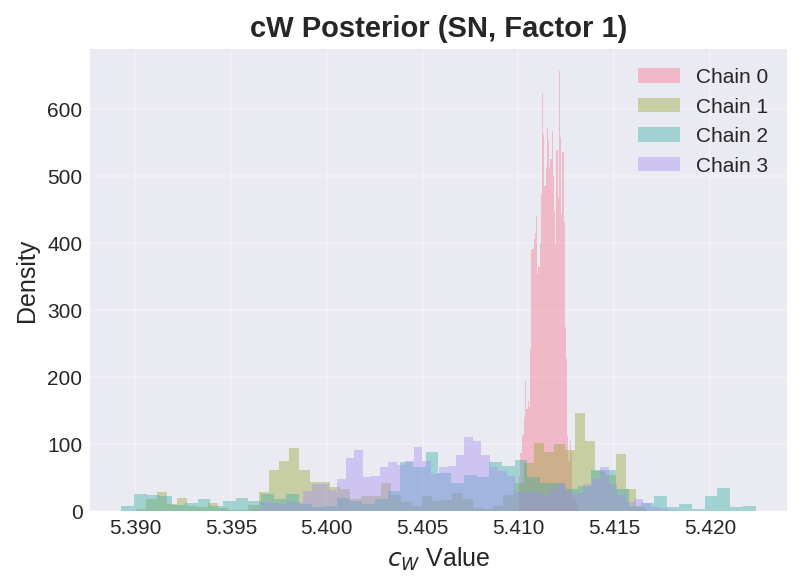 cW Posterior (SN, Factor 1)
Chain 0
Chain 1
Chain 2
Chain 3
Density
600
500
400
300
200
100
0
5.390 5.395 5.400 5.405 5.410 5.415 5.420
c_W Value